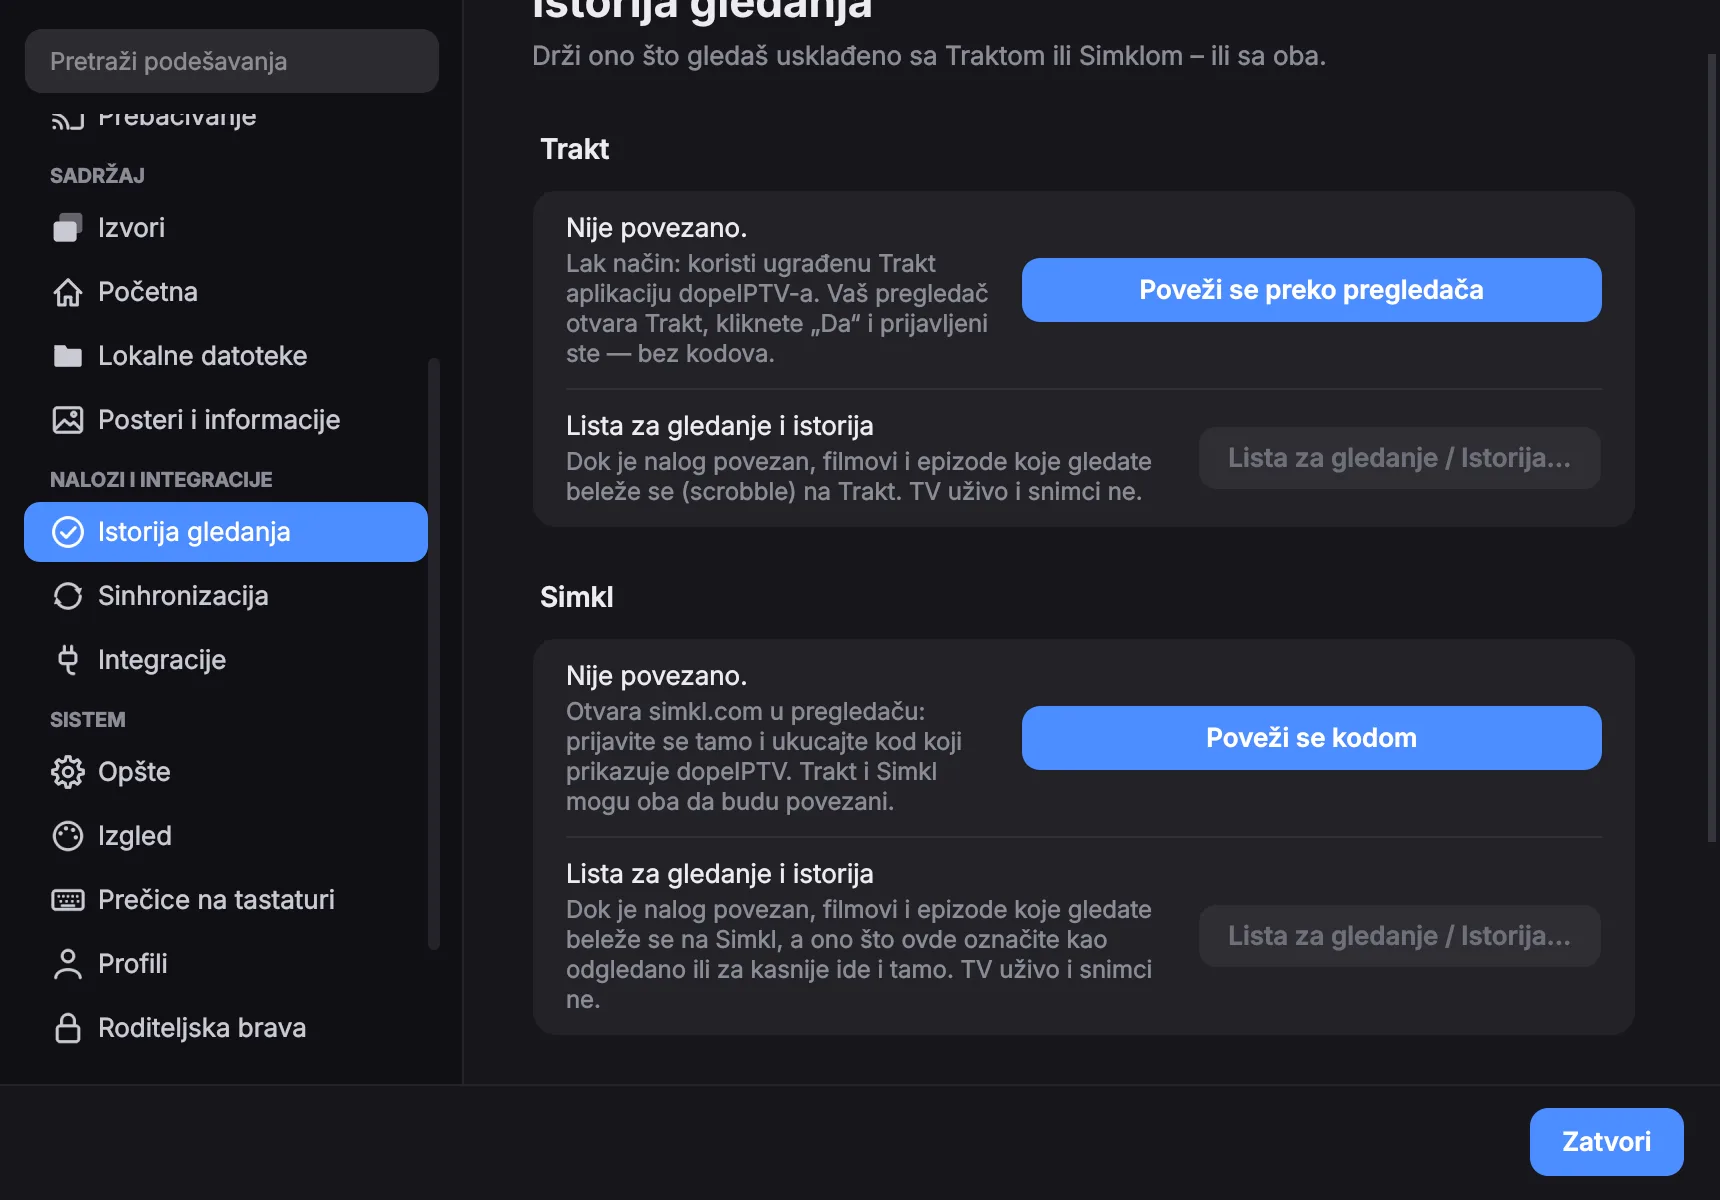 Pretraži podešavanja
Prebacivanje
SADRŽAJ
Izvori
Početna
Lokalne datoteke
Posteri i informacije
NALOZI I INTEGRACIJE
Istorija gledanja
Sinhronizacija
Integracije
SISTEM
Opšte
Izgled
Prečice na tastaturi
Profili
Roditeljska brava
Istorija gledanja
Drži ono što gledaš usklađeno sa Traktom ili Simklom – ili sa oba.
Trakt
Nije povezano.
Lak način: koristi ugrađenu Trakt
aplikaciju dopeIPTV-a. Vaš pregledač
otvara Trakt, kliknete „Da“ i prijavljeni
ste — bez kodova.
Poveži se preko pregledača
Lista za gledanje i istorija
Dok je nalog povezan, filmovi i epizode koje gledate
beleže se (scrobble) na Trakt. TV uživo i snimci ne.
Lista za gledanje / Istorija...
Simkl
Nije povezano.
Otvara simkl.com u pregledaču:
prijavite se tamo i ukucajte kod koji
prikazuje dopeIPTV. Trakt i Simkl
mogu oba da budu povezani.
Poveži se kodom
Lista za gledanje i istorija
Dok je nalog povezan, filmovi i epizode koje gledate
beleže se na Simkl, a ono što ovde označite kao
odgledano ili za kasnije ide i tamo. TV uživo i snimci
ne.
Lista za gledanje / Istorija...
Zatvori